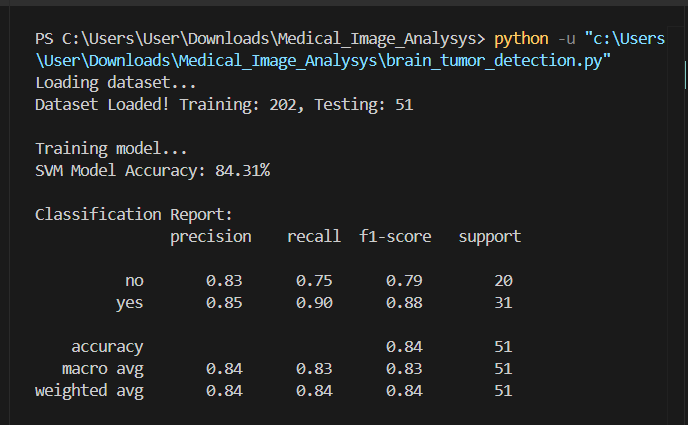 PS C:\Users\User\Downloads\Medical_Image_Analysys> python -u "c:\Users
\User\Downloads\Medical_Image_Analysys\brain_tumor_detection.py"
Loading dataset...
Dataset Loaded! Training: 202, Testing: 51
Training model...
SVM Model Accuracy: 84.31%
Classification Report:
precision recall f1-score support
no 0.83 0.75 0.79 20
yes 0.85 0.90 0.88 31
accuracy 0.84 51
macro avg 0.84 0.83 0.83 51
weighted avg 0.84 0.84 0.84 51